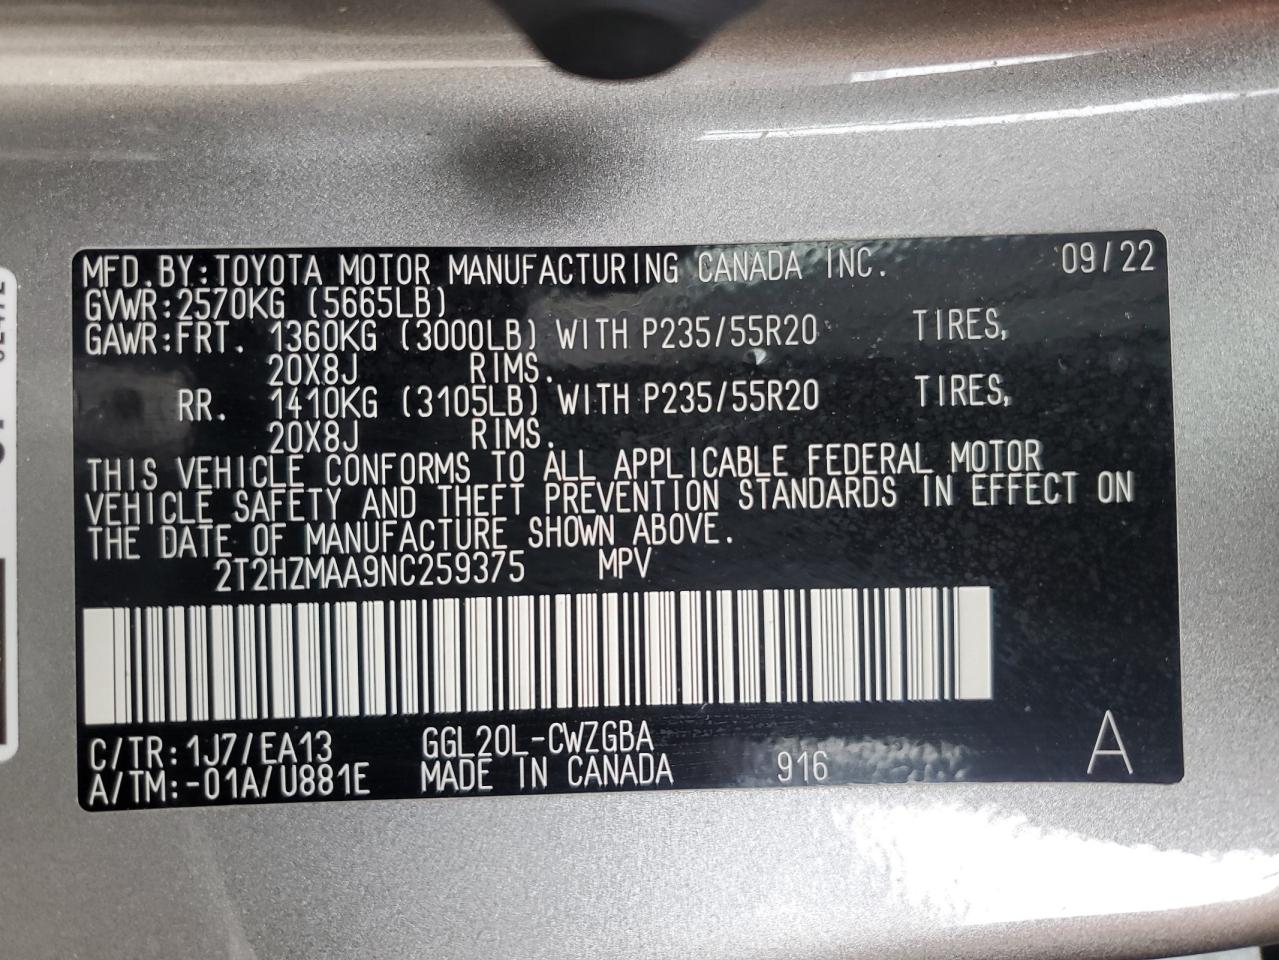 MFD.BY:TOYOTA MOTOR MANUFACTURING CANADA INC. 09/22
GVWR:2570KG (5665LB)
GAWR:FRT. 1360KG (3000LB) WITH P235/55R20 TIRES,
20X8J RIMS.
RR. 1410KG (3105LB) WITH P235/55R20 TIRES,
20X8J RIMS.
THIS VEHICLE CONFORMS TO ALL APPLICABLE FEDERAL MOTOR
VEHICLE SAFETY AND THEFT PREVENTION STANDARDS IN EFFECT ON
THE DATE OF MANUFACTURE SHOWN ABOVE.
2T2HZMAA9NC259375 MPV
C/TR:1J7/EA13 GGL20L-CWZGBA
A/TM:-01A/U881E MADE IN CANADA 916 A